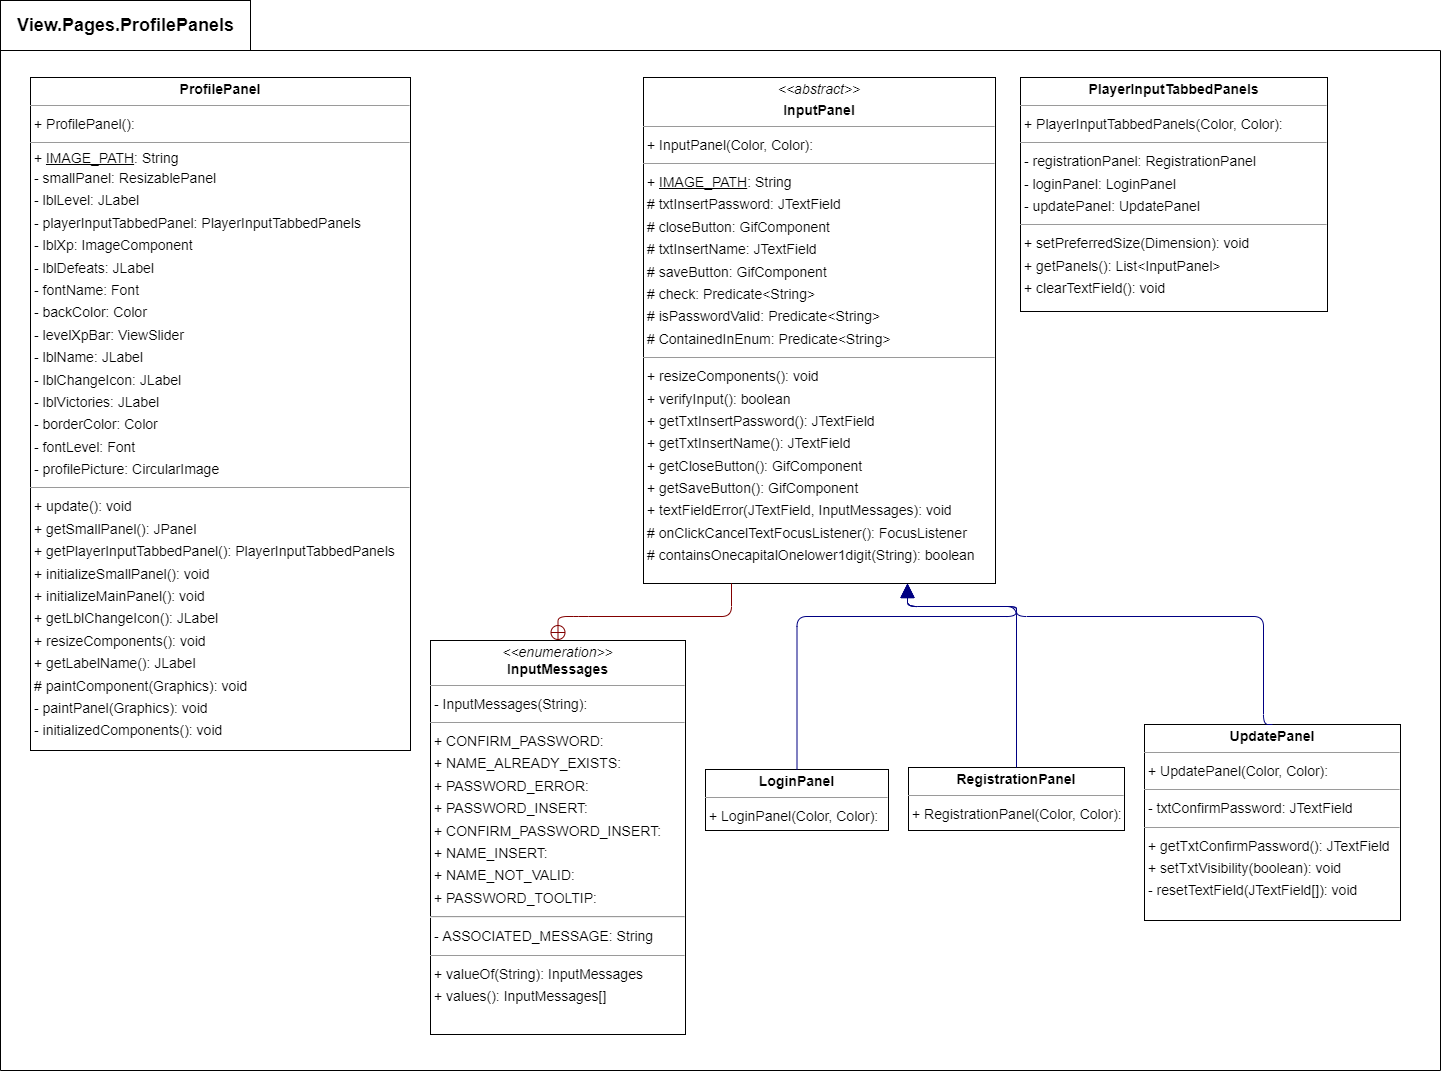 View.Pages.ProfilePanels
ProfilePanel
+ ProfilePanel():
+ IMAGE_PATH: String
- smallPanel: ResizablePanel
- lblLevel: JLabel
- playerInputTabbedPanel: PlayerInputTabbedPanels
- lblXp: ImageComponent
- lblDefeats: JLabel
- fontName: Font
- backColor: Color
- levelXpBar: ViewSlider
- lblName: JLabel
- lblChangeIcon: JLabel
- lblVictories: JLabel
- borderColor: Color
- fontLevel: Font
- profilePicture: CircularImage
+ update(): void
+ getSmallPanel(): JPanel
+ getPlayerInputTabbedPanel(): PlayerInputTabbedPanels
+ initializeSmallPanel(): void
+ initializeMainPanel(): void
+ getLblChangeIcon(): JLabel
+ resizeComponents(): void
+ getLabelName(): JLabel
# paintComponent(Graphics): void
- paintPanel(Graphics): void
- initializedComponents(): void
<<abstract>>
InputPanel
+ InputPanel(Color, Color):
+ IMAGE_PATH: String
# txtInsertPassword: JTextField
# closeButton: GifComponent
# txtInsertName: JTextField
# saveButton: GifComponent
# check: Predicate<String>
# isPasswordValid: Predicate<String>
# ContainedInEnum: Predicate<String>
+ resizeComponents(): void
+ verifyInput(): boolean
+ getTxtInsertPassword(): JTextField
+ getTxtInsertName(): JTextField
+ getCloseButton(): GifComponent
+ getSaveButton(): GifComponent
+ textFieldError(JTextField, InputMessages): void
# onClickCancelTextFocusListener(): FocusListener
# containsOnecapitalOnelower1digit(String): boolean
PlayerInputTabbedPanels
+ PlayerInputTabbedPanels(Color, Color):
- registrationPanel: RegistrationPanel
- loginPanel: LoginPanel
- updatePanel: UpdatePanel
+ setPreferredSize(Dimension): void
+ getPanels(): List<InputPanel>
+ clearTextField(): void
<<enumeration>>
InputMessages
- InputMessages(String):
+ CONFIRM_PASSWORD:
+ NAME_ALREADY_EXISTS:
+ PASSWORD_ERROR:
+ PASSWORD_INSERT:
+ CONFIRM_PASSWORD_INSERT:
+ NAME_INSERT:
+ NAME_NOT_VALID:
+ PASSWORD_TOOLTIP:
- ASSOCIATED_MESSAGE: String
+ valueOf(String): InputMessages
+ values(): InputMessages[]
LoginPanel
+ LoginPanel(Color, Color):
RegistrationPanel
+ RegistrationPanel(Color, Color):
UpdatePanel
+ UpdatePanel(Color, Color):
- txtConfirmPassword: JTextField
+ getTxtConfirmPassword(): JTextField
+ setTxtVisibility(boolean): void
- resetTextField(JTextField[]): void